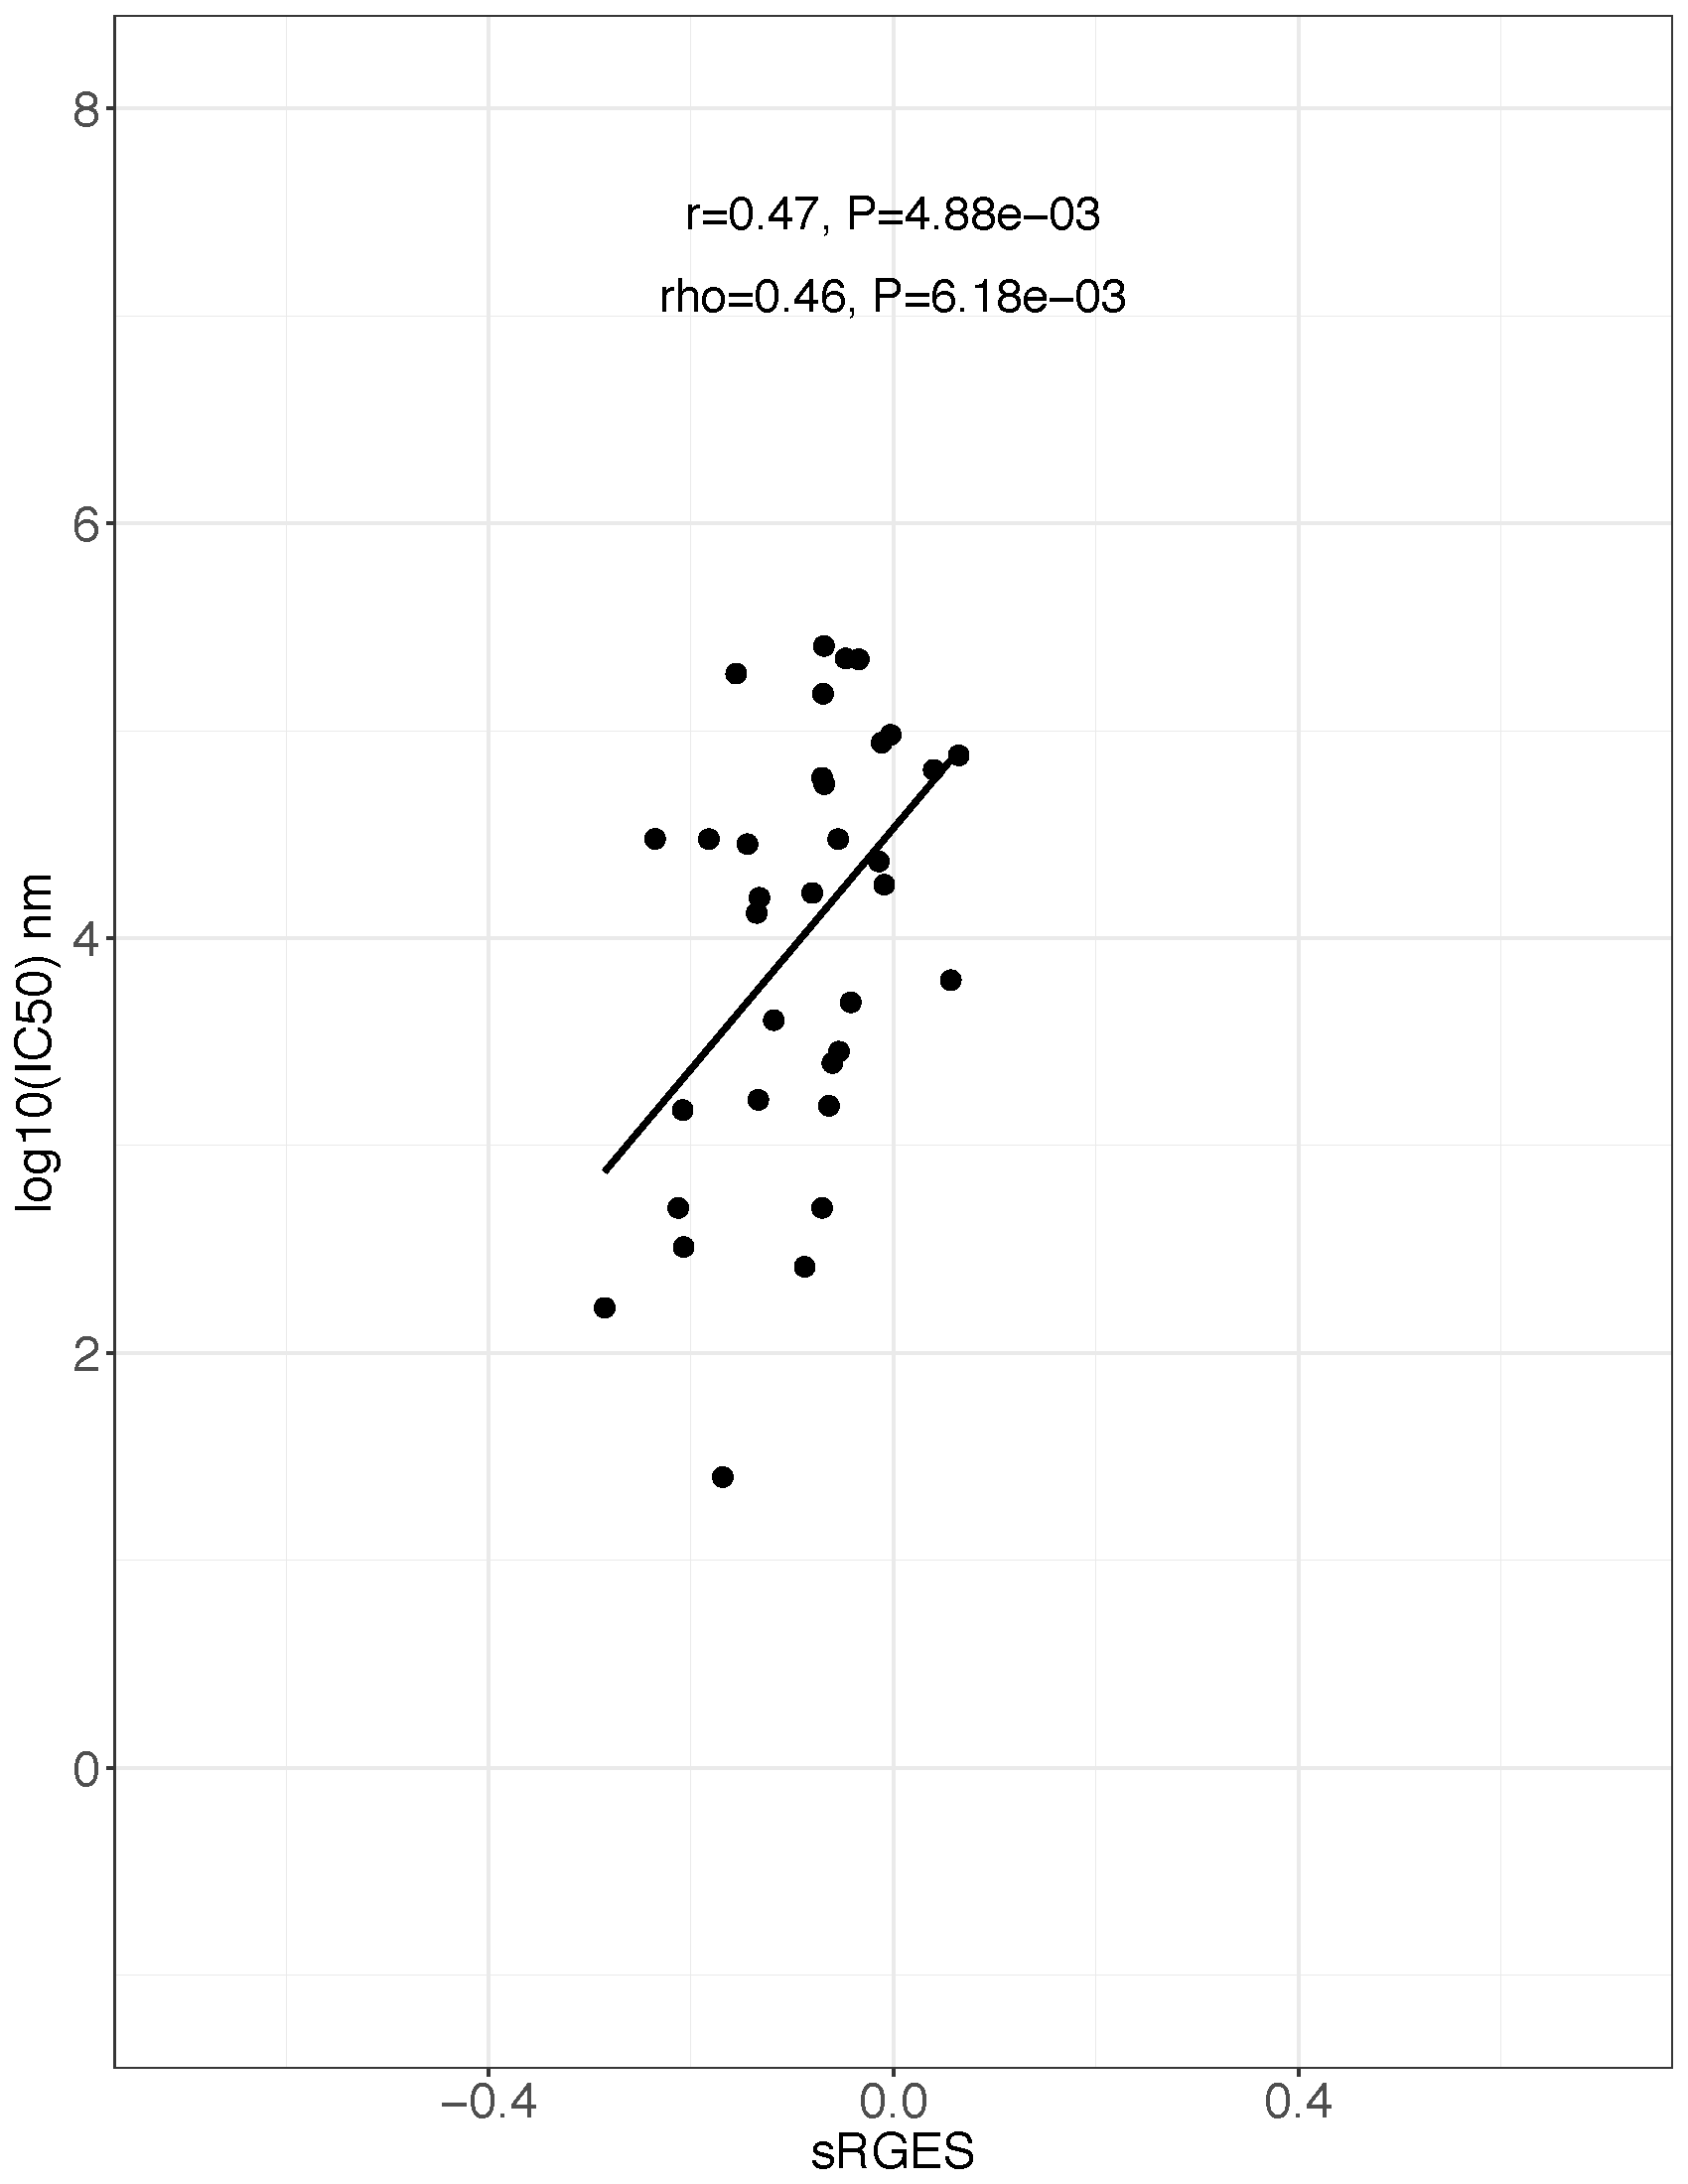 8
r=0.47, P=4.88e−03
rho=0.46, P=6.18e−03
6
4
2
0
log10(IC50) nm
−0.4 0.0 0.4
sRGES